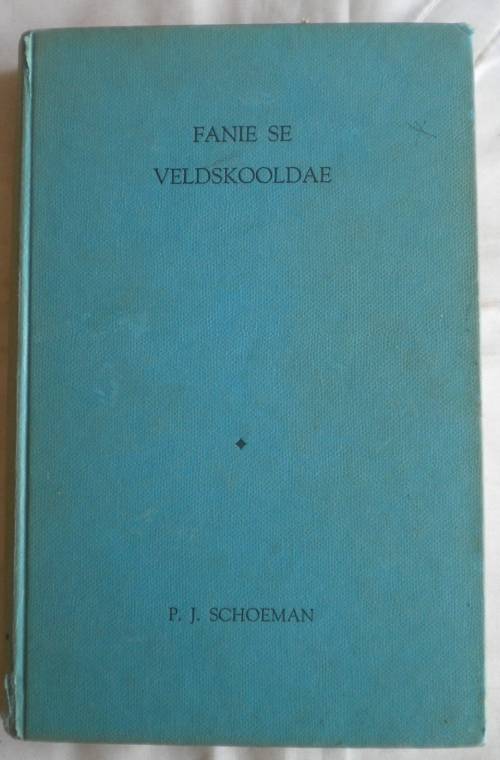 FANIE SE
VELDSKOOLDAE
P. J. SCHOEMAN